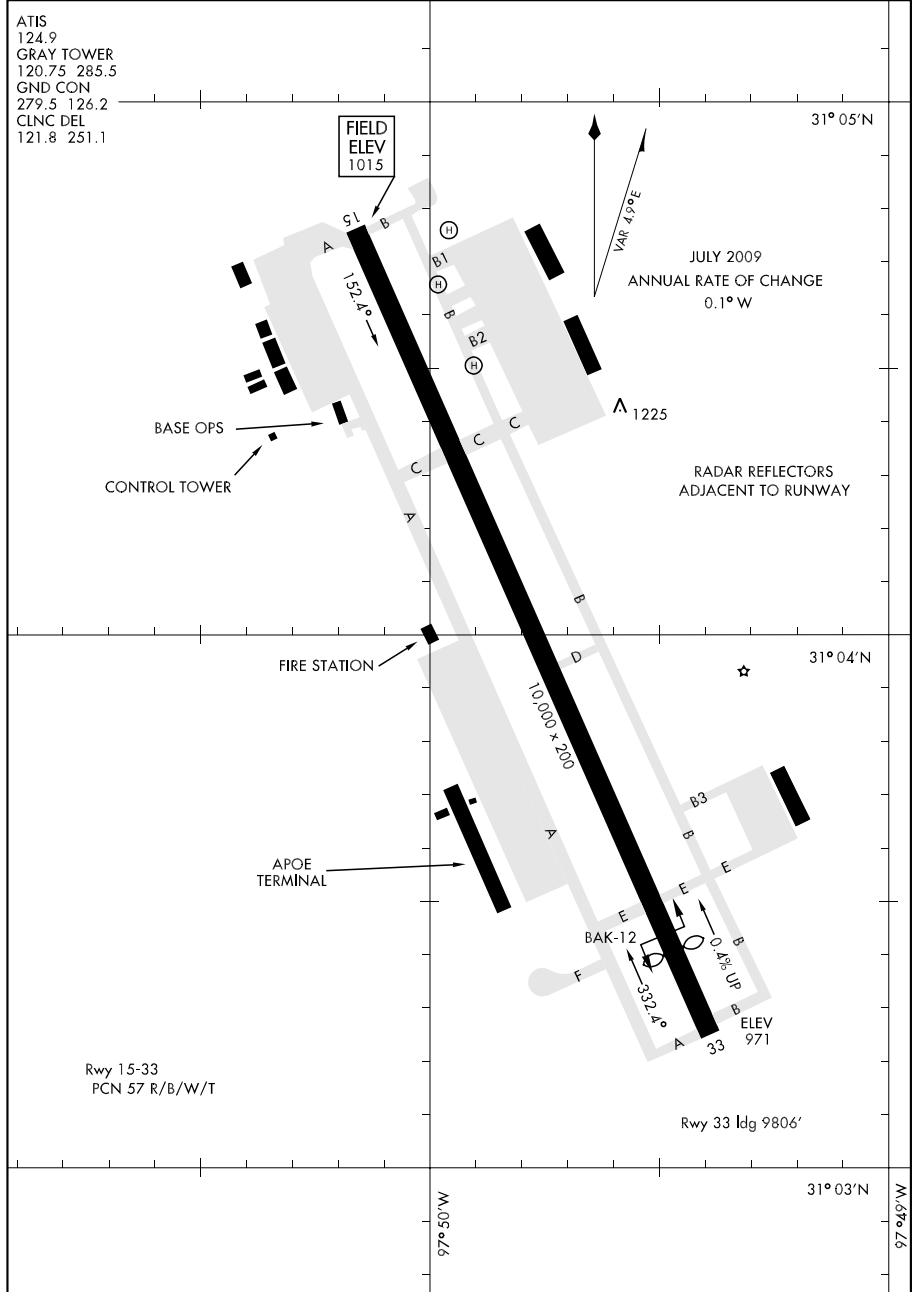 ATIS
124.9
GRAY TOWER
120.75 285.5
GND CON
279.5 126.2
CLNC DEL
121.8 251.1
FIELD
ELEV
1015
31° 05'N
VAR 4.9° E
JULY 2009
ANNUAL RATE OF CHANGE
0.1° W
15
A
B
H
B1
H
152.4°
B
B2
H
1225
BASE OPS
C
C
C
CONTROL TOWER
RADAR REFLECTORS
ADJACENT TO RUNWAY
A
B
FIRE STATION
D
31° 04'N
10,000 x 200
B3
A
B
APOE
TERMINAL
E
E
E
BAK-12
B
0.4% UP
F
332.4°
B
ELEV
971
A
33
Rwy 15-33
PCN 57 R/B/W/T
Rwy 33 ldg 9806'
31° 03'N
97° 50'W
97° 49'W